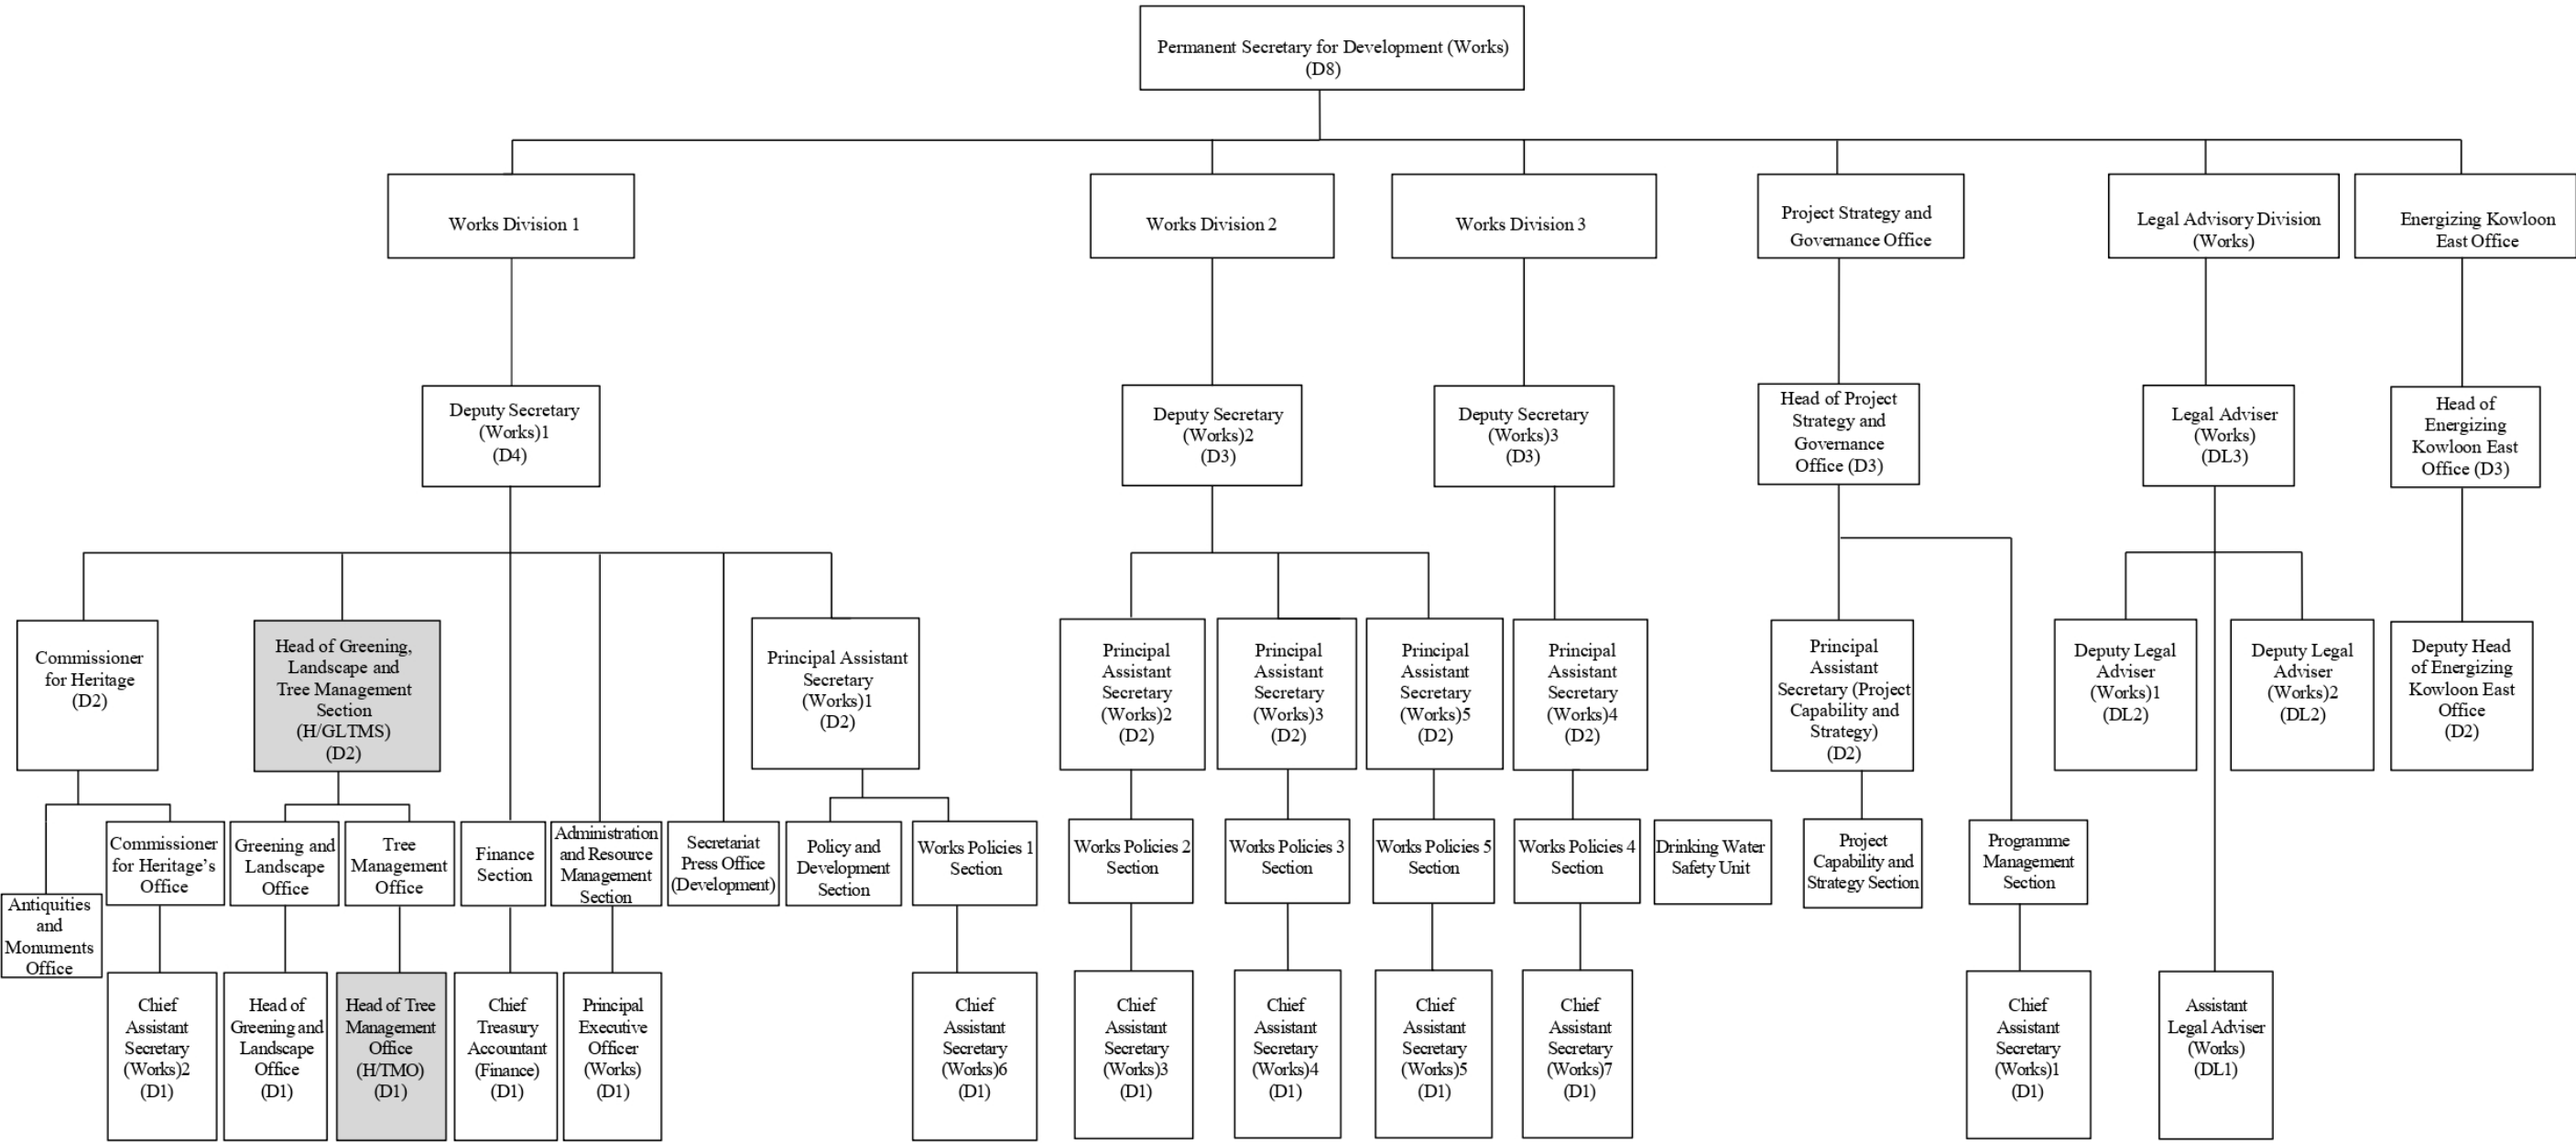 Permanent Secretary for Development (Works)
(D8)
Works Division 1
Works Division 2
Works Division 3
Project Strategy and
Governance Office
Legal Advisory Division
(Works)
Energizing Kowloon
East Office
Deputy Secretary
(Works)1
(D4)
Deputy Secretary
(Works)2
(D3)
Deputy Secretary
(Works)3
(D3)
Head of Project
Strategy and
Governance
Office (D3)
Legal Adviser
(Works)
(DL3)
Head of
Energizing
Kowloon East
Office (D3)
Commissioner
for Heritage
(D2)
Head of Greening,
Landscape and
Tree Management
Section
(H/GLTMS)
(D2)
Principal Assistant
Secretary
(Works)1
(D2)
Principal
Assistant
Secretary
(Works)2
(D2)
Principal
Assistant
Secretary
(Works)3
(D2)
Principal
Assistant
Secretary
(Works)5
(D2)
Principal
Assistant
Secretary
(Works)4
(D2)
Principal
Assistant
Secretary (Project
Capability and
Strategy)
(D2)
Deputy Legal
Adviser
(Works)1
(DL2)
Deputy Legal
Adviser
(Works)2
(DL2)
Deputy Head
of Energizing
Kowloon East
Office
(D2)
Antiquities
and
Monuments
Office
Commissioner
for Heritage's
Office
Greening and
Landscape
Office
Tree
Management
Office
Finance
Section
Administration
and Resource
Management
Section
Secretariat
Press Office
(Development)
Policy and
Development
Section
Works Policies 1
Section
Works Policies 2
Section
Works Policies 3
Section
Works Policies 5
Section
Works Policies 4
Section
Drinking Water
Safety Unit
Project
Capability and
Strategy Section
Programme
Management
Section
Chief
Assistant
Secretary
(Works)2
(D1)
Head of
Greening and
Landscape
Office
(D1)
Head of Tree
Management
Office
(H/TMO)
(D1)
Chief
Treasury
Accountant
(Finance)
(D1)
Principal
Executive
Officer
(Works)
(D1)
Chief
Assistant
Secretary
(Works)6
(D1)
Chief
Assistant
Secretary
(Works)3
(D1)
Chief
Assistant
Secretary
(Works)4
(D1)
Chief
Assistant
Secretary
(Works)5
(D1)
Chief
Assistant
Secretary
(Works)7
(D1)
Chief
Assistant
Secretary
(Works)1
(D1)
Assistant
Legal Adviser
(Works)
(DL1)